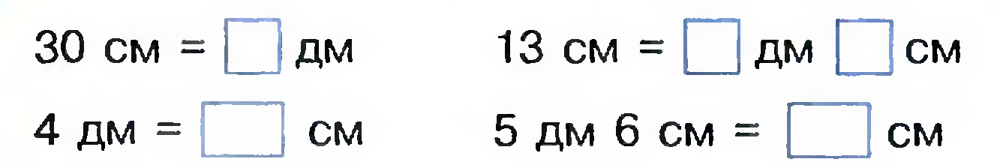 30 см = дм 13 см = дм см
4 дм = см 5 дм 6 см = см